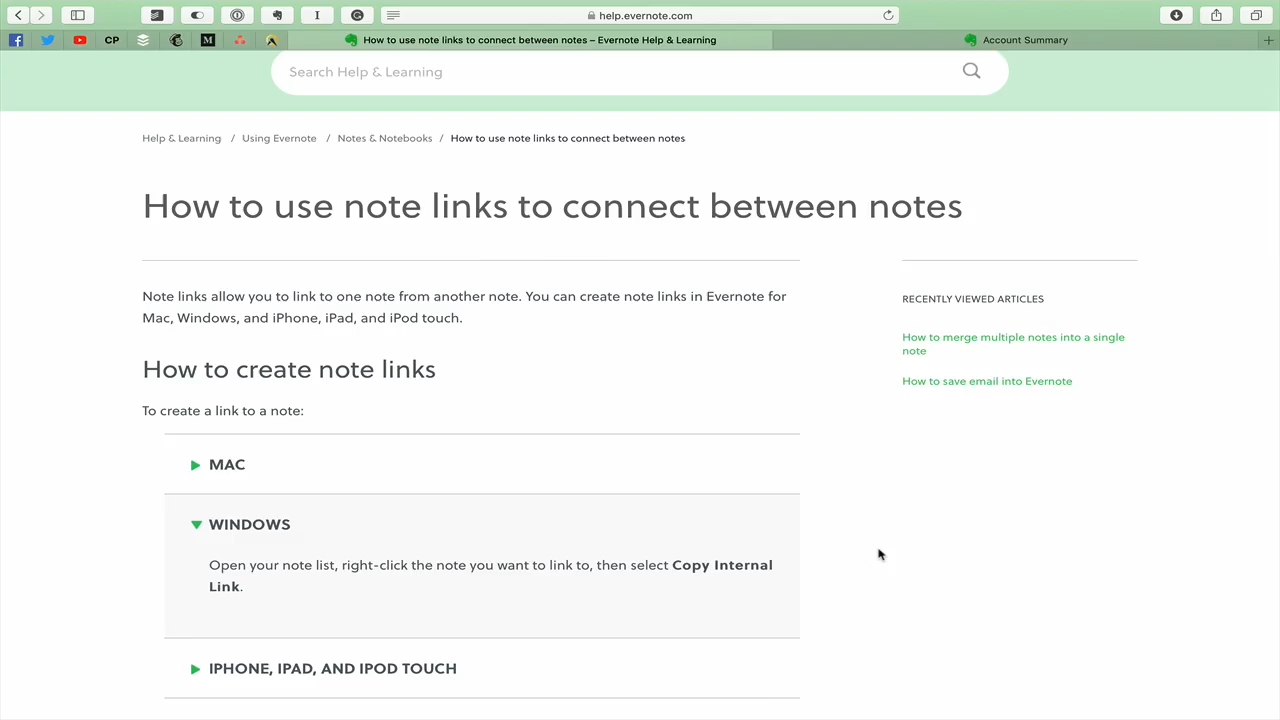 help.evernote.com
CP
M
How to use note links to connect between notes – Evernote Help & Learning
Account Summary
Search Help & Learning
Help & Learning / Using Evernote / Notes & Notebooks / How to use note links to connect between notes
How to use note links to connect between notes
Note links allow you to link to one note from another note. You can create note links in Evernote for
Mac, Windows, and iPhone, iPad, and iPod touch.
How to create note links
To create a link to a note:
MAC
WINDOWS
Open your note list, right-click the note you want to link to, then select Copy Internal
Link.
IPHONE, IPAD, AND IPOD TOUCH
RECENTLY VIEWED ARTICLES
How to merge multiple notes into a single
note
How to save email into Evernote